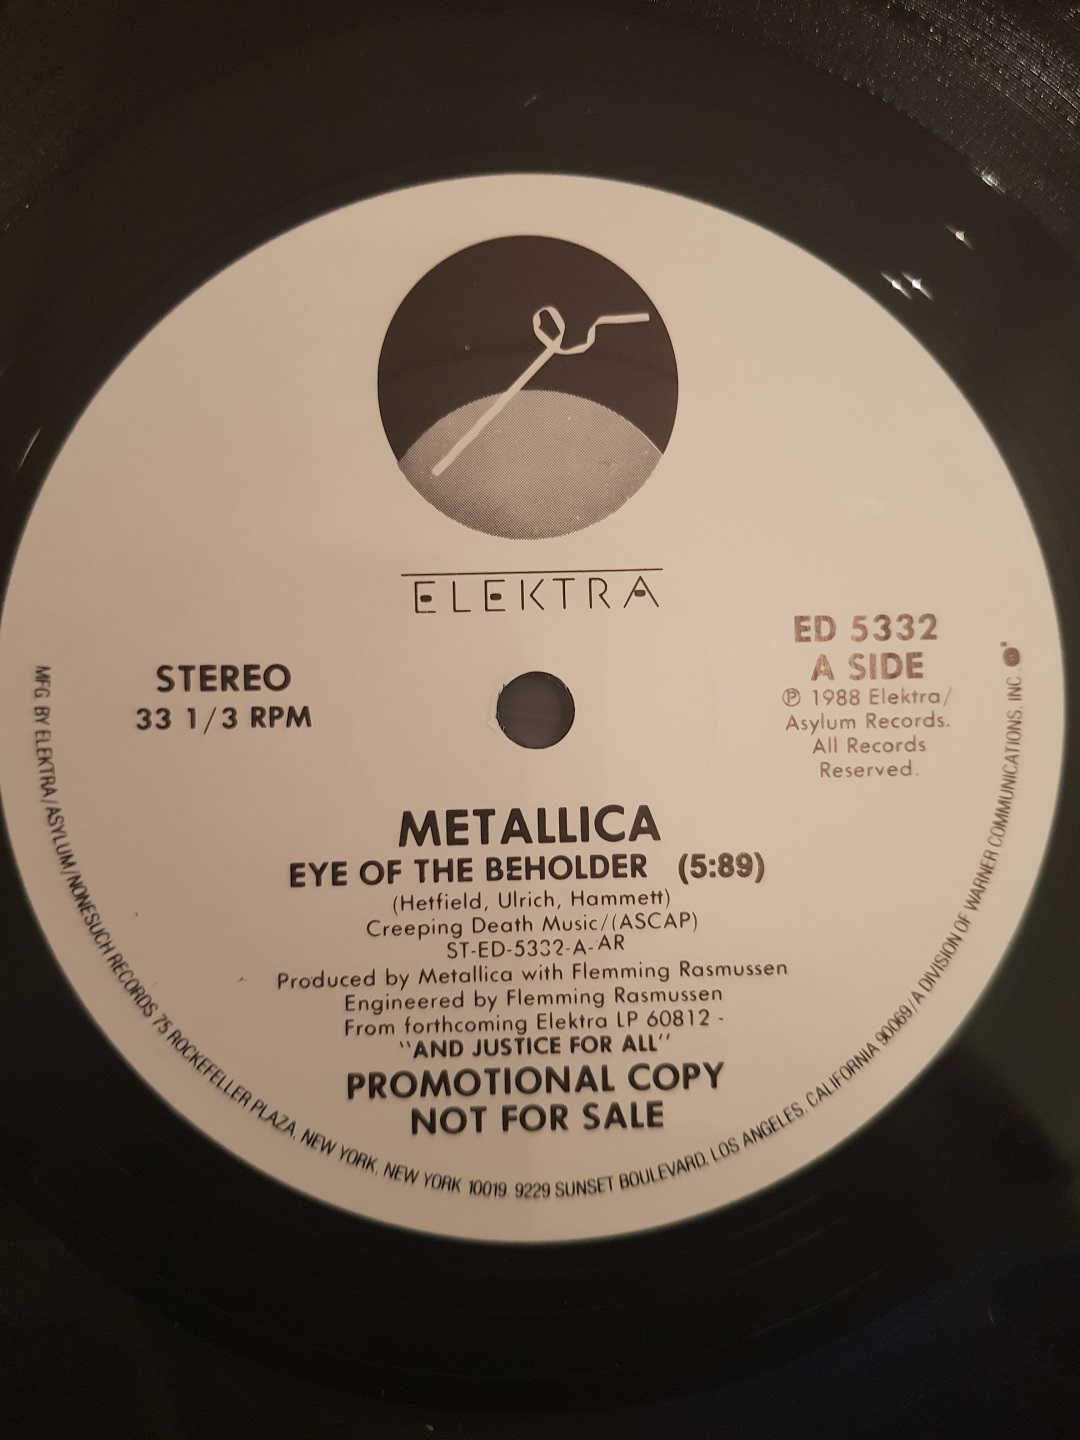 ELEKTRA
ED 5332
A SIDE
℗ 1988 Elektra/
Asylum Records.
All Records
Reserved.
STEREO
33 1/3 RPM
METALLICA
EYE OF THE BEHOLDER (5:89)
(Hetfield, Ulrich, Hammett)
Creeping Death Music/(ASCAP)
ST-ED-5332-A-AR
Produced by Metallica with Flemming Rasmussen
Engineered by Flemming Rasmussen
From forthcoming Elektra LP 60812 -
"AND JUSTICE FOR ALL"
PROMOTIONAL COPY
NOT FOR SALE
MFG. BY ELEKTRA/ASYLUM/NONESUCH RECORDS 75 ROCKEFELLER PLAZA, NEW YORK, NEW YORK 10019. 9229 SUNSET BOULEVARD, LOS ANGELES, CALIFORNIA 90069/A DIVISION OF WARNER COMMUNICATIONS, INC.